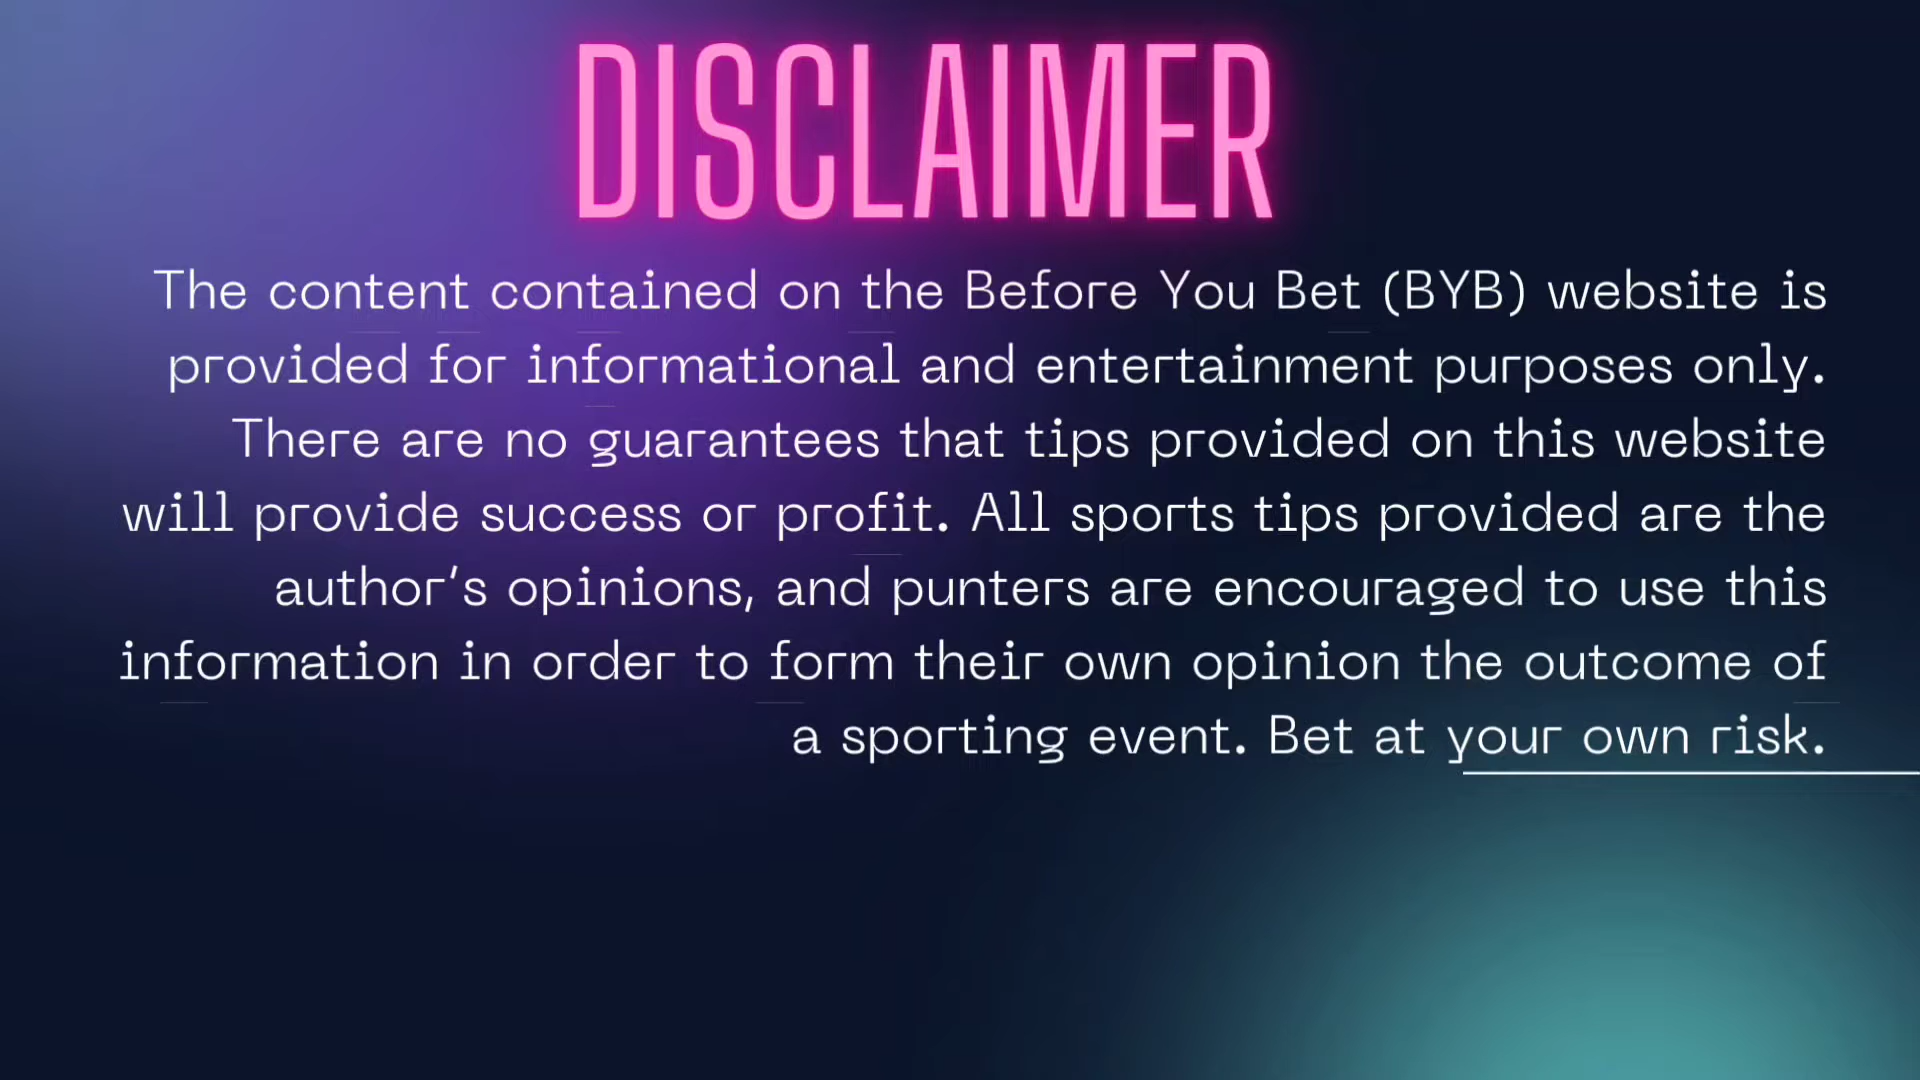 DISCLAIMER
The content contained on the Before You Bet (BYB) website is
provided for informational and entertainment purposes only.
There are no guarantees that tips provided on this website
will provide success or profit. All sports tips provided are the
author's opinions, and punters are encouraged to use this
information in order to form their own opinion the outcome of
a sporting event. Bet at your own risk.